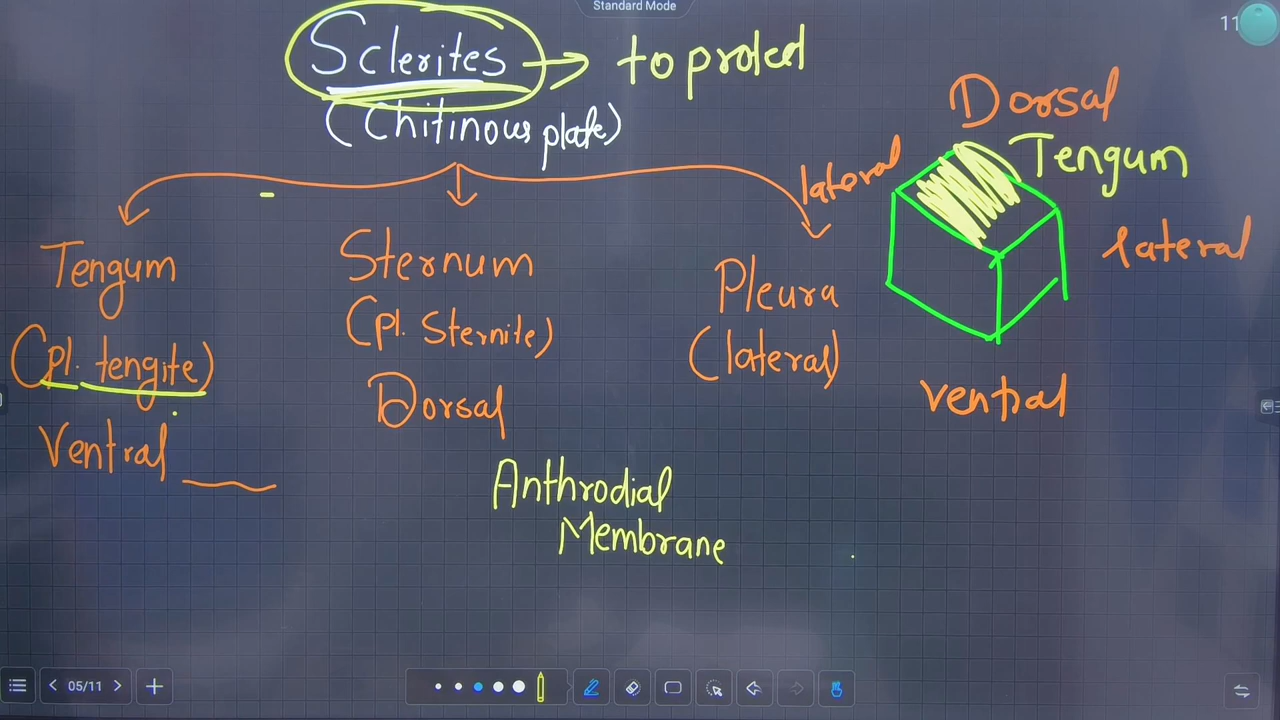 Standard Mode
11
Sclerites → to protect
(Chitinous plate)
Dorsal
Tengum
lateral
lateral
ventral
Tengum
(pl. tengite)
Ventral
Sternum
(pl. Sternite)
Dorsal
Pleura
(lateral)
Anthrodial
Membrane
05/11